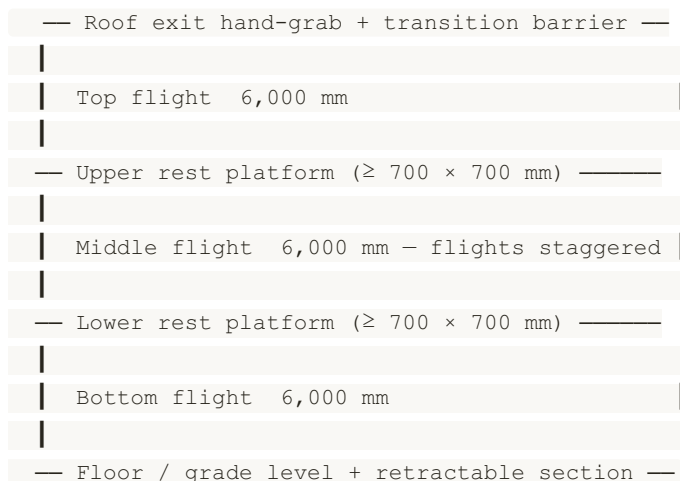 ── Roof exit hand-grab + transition barrier ──
┃
┃ Top flight 6,000 mm │
┃
── Upper rest platform (≥ 700 × 700 mm) ──────
┃
┃ Middle flight 6,000 mm — flights staggered │
┃
── Lower rest platform (≥ 700 × 700 mm) ──────
┃
┃ Bottom flight 6,000 mm │
┃
── Floor / grade level + retractable section ──